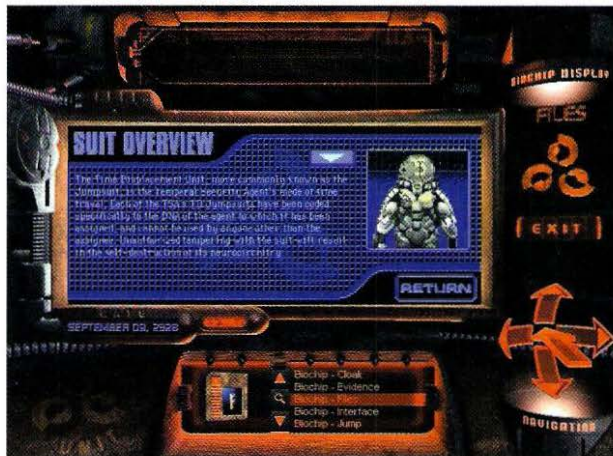 BIOCHIP DISPLAY
FILES
SUIT OVERVIEW
The Time Displacement Unit, more commonly known as the
Jumpsuit, is the Temporal Security Agent's mode of time
travel. Each of the TSA's TD Jumpsuits have been coded
specifically to the DNA of the agent to which it has been
assigned, and cannot be used by anyone other than the
assignee. Unauthorized tampering with the suit will result
in the self-destruction of its neurocircuitry.
EXIT
RETURN
DATE
SEPTEMBER 03, 2928
Biochip - Cloak
Biochip - Evidence
Biochip - Files
Biochip - Interface
Biochip - Jump
NAVIGATION